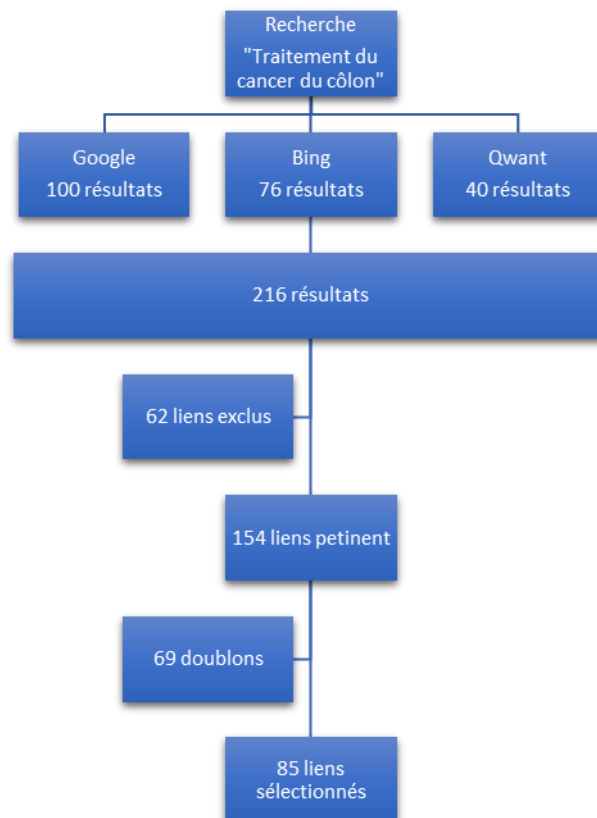 Recherche
"Traitement du
cancer du côlon"
Google
100 résultats
Bing
76 résultats
Qwant
40 résultats
216 résultats
62 liens exclus
154 liens petinent
69 doublons
85 liens
sélectionnés